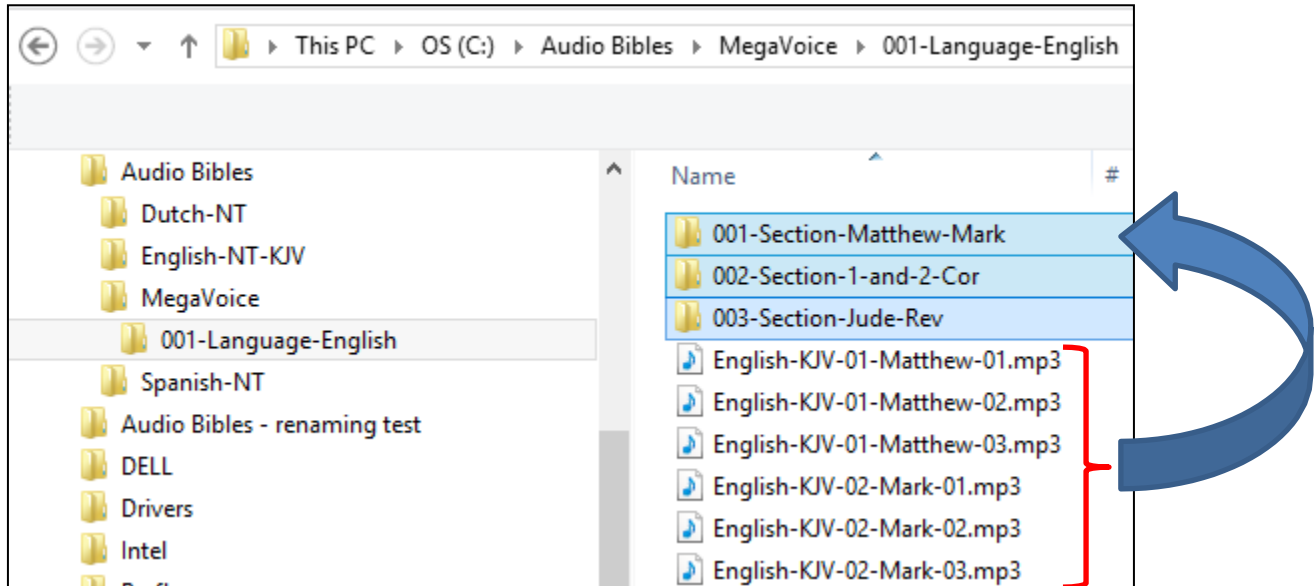 This PC OS (C:) Audio Bibles MegaVoice 001-Language-English
Audio Bibles
Dutch-NT
English-NT-KJV
MegaVoice
001-Language-English
Spanish-NT
Audio Bibles - renaming test
DELL
Drivers
Intel
Name #
001-Section-Matthew-Mark
002-Section-1-and-2-Cor
003-Section-Jude-Rev
English-KJV-01-Matthew-01.mp3
English-KJV-01-Matthew-02.mp3
English-KJV-01-Matthew-03.mp3
English-KJV-02-Mark-01.mp3
English-KJV-02-Mark-02.mp3
English-KJV-02-Mark-03.mp3